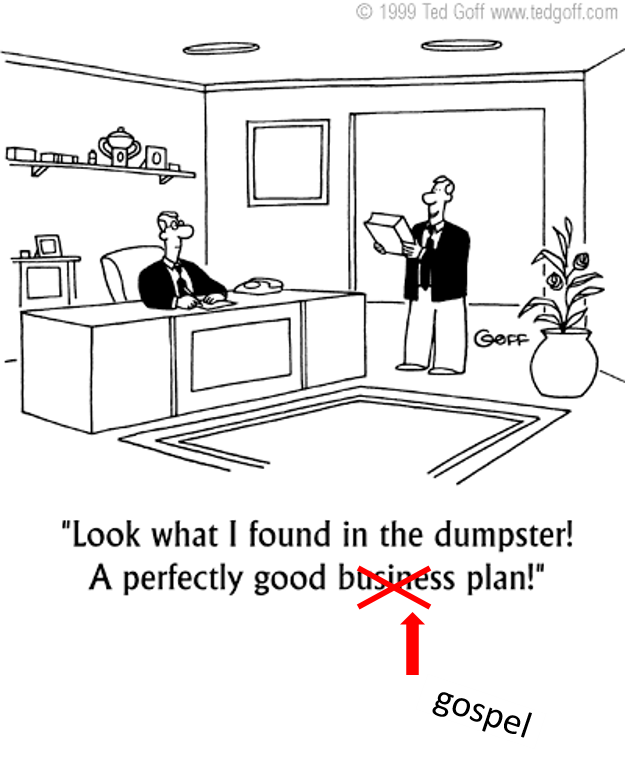 © 1999 Ted Goff www.tedgoff.com
GOFF
"Look what I found in the dumpster!
A perfectly good business plan!"
gospel